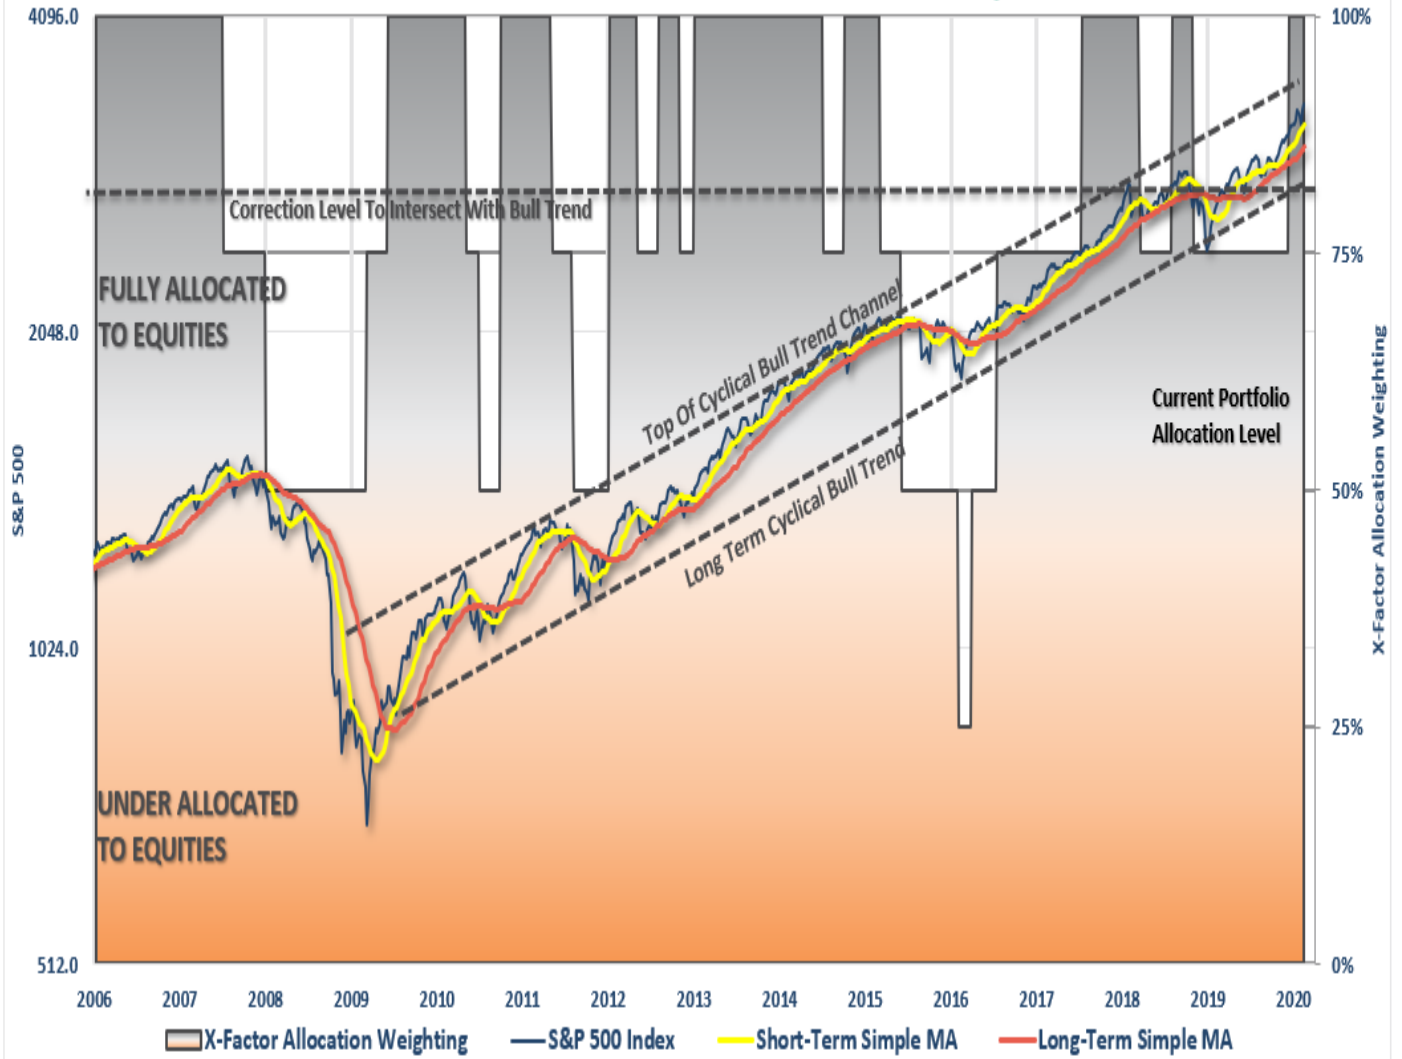 4096.0
100%
Correction Level To Intersect With Bull Trend
FULLY ALLOCATED
TO EQUITIES
75%
Top Of Cyclical Bull Trend Channel
2048.0
Current Portfolio
Allocation Level
Long Term Cyclical Bull Trend
S&P 500
X-Factor Allocation Weighting
50%
1024.0
25%
UNDER ALLOCATED
TO EQUITIES
512.0
0%
2006 2007 2008 2009 2010 2011 2012 2013 2014 2015 2016 2017 2018 2019 2020
X-Factor Allocation Weighting S&P 500 Index Short-Term Simple MA Long-Term Simple MA